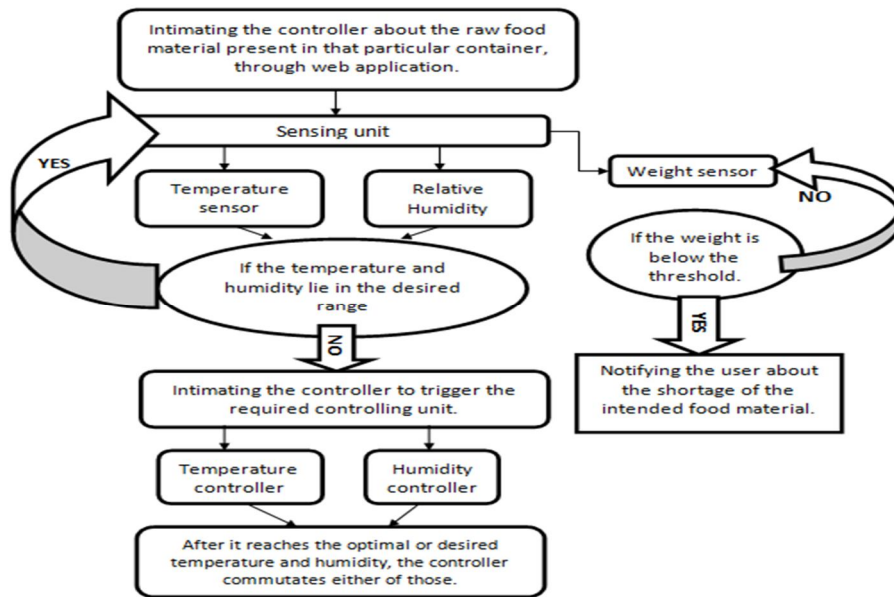 Intimating the controller about the raw food
material present in that particular container,
through web application.
Sensing unit
YES
Temperature
sensor
Relative
Humidity
Weight sensor
NO
If the temperature and
humidity lie in the desired
range
If the weight is
below the
threshold.
NO
YES
Intimating the controller to trigger the
required controlling unit.
Notifying the user about
the shortage of the
intended food material.
Temperature
controller
Humidity
controller
After it reaches the optimal or desired
temperature and humidity, the controller
commutates either of those.